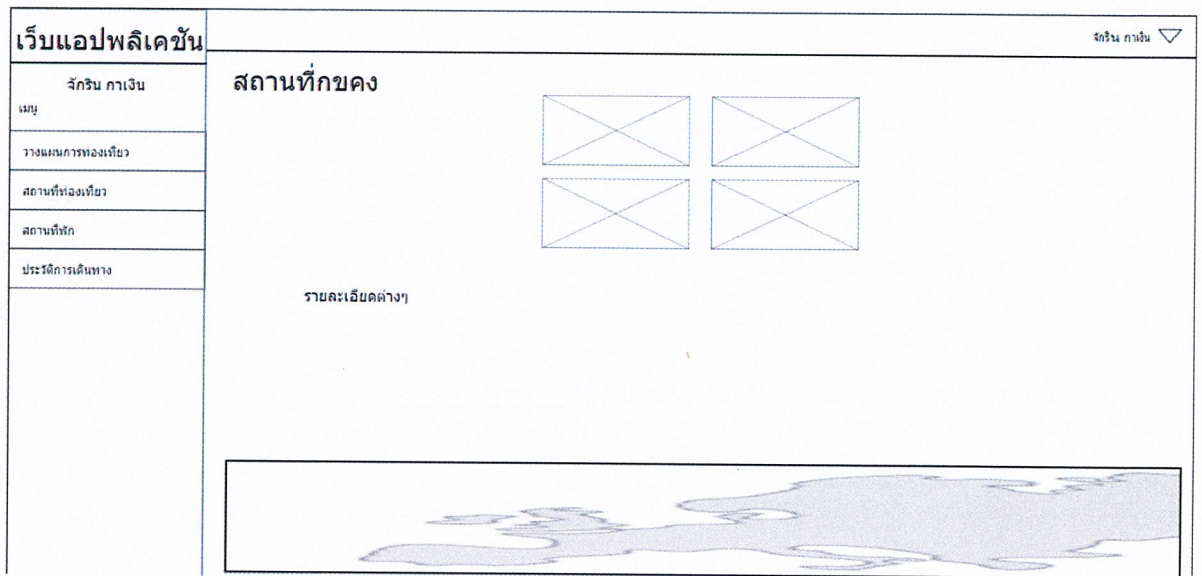 เว็บแอปพลิเคชัน
จักริน กาเงิน
จักริน กาเงิน
เมนู
วางแผนการท่องเที่ยว
สถานที่ท่องเที่ยว
สถานที่พัก
ประวัติการเดินทาง
สถานที่กขคง
รายละเอียดต่างๆ